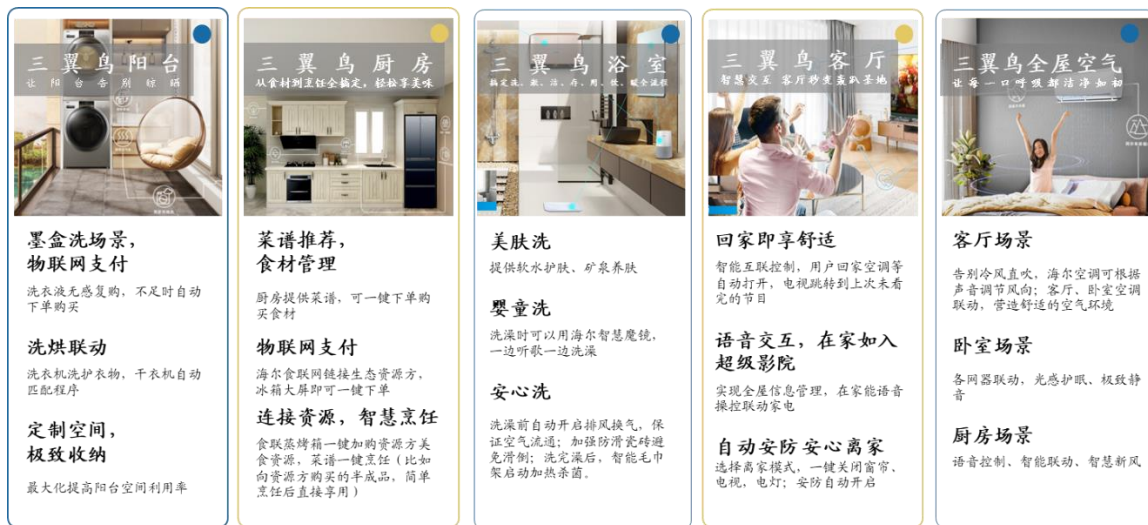 三翼鸟阳台
让阳台告别晾晒
墨盒洗场景，
物联网支付
洗衣液无感复购，不足时自动
下单购买
洗烘联动
洗衣机洗护衣物，干衣机自动
匹配程序
定制空间，
极致收纳
最大化提高阳台空间利用率
三翼鸟厨房
从食材到烹饪全搞定，轻松享美味
菜谱推荐，
食材管理
厨房提供菜谱，可一键下单购
买食材
物联网支付
海尔食联网链接生态资源方，
冰箱大屏即可一键下单
连接资源，智慧烹饪
食联蒸烤箱一键加购资源方美
食资源，菜谱一键烹饪（比如
向资源方购买的半成品，简单
烹饪后直接享用）
三翼鸟浴室
搞定洗、漱、洁、存、用、恒、暖全流程
美肤洗
提供软水护肤、矿泉养肤
婴童洗
洗澡时可以用海尔智慧魔镜，
一边听歌一边洗澡
安心洗
洗澡前自动开启排风换气，保
证空气流通；加强防滑瓷砖避
免滑倒；洗完澡后，智能毛巾
架启动加热杀菌。
三翼鸟客厅
智慧交互 客厅秒变轰趴圣地
回家即享舒适
智能互联控制，用户回家空调等
自动打开，电视跳转到上次未看
完的节目
语音交互，在家如入
超级影院
实现全屋信息管理，在家能语音
操控联动家电
自动安防安心离家
选择离家模式，一键关闭窗帘、
电视，电灯；安防自动开启
三翼鸟全屋空气
让每一口呼吸都洁净如初
客厅场景
告别冷风直吹，海尔空调可根据
声音调节风向；客厅、卧室空调
联动，营造舒适的空气环境
卧室场景
各网器联动，光感护眠、极致静
音
厨房场景
语音控制、智能联动、智慧新风